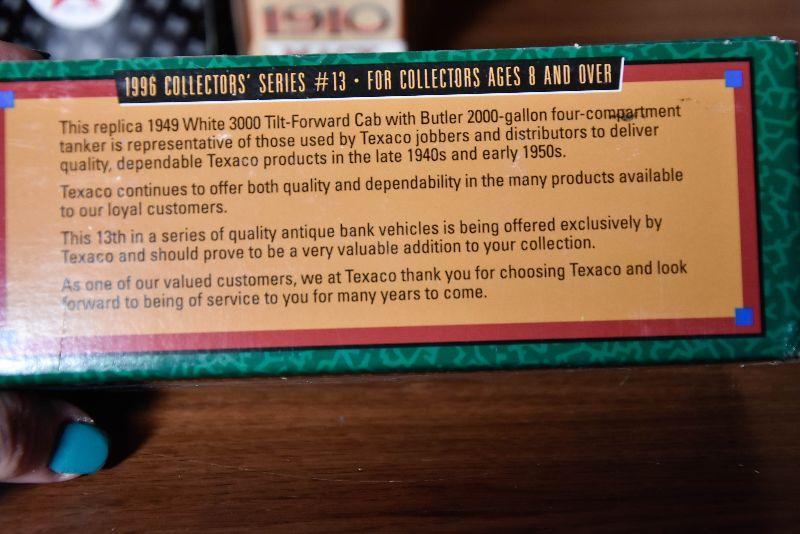 1910
1996 COLLECTORS' SERIES #13 • FOR COLLECTORS AGES 8 AND OVER
This replica 1949 White 3000 Tilt-Forward Cab with Butler 2000-gallon four-compartment
tanker is representative of those used by Texaco jobbers and distributors to deliver
quality, dependable Texaco products in the late 1940s and early 1950s.
Texaco continues to offer both quality and dependability in the many products available
to our loyal customers.
This 13th in a series of quality antique bank vehicles is being offered exclusively by
Texaco and should prove to be a very valuable addition to your collection.
As one of our valued customers, we at Texaco thank you for choosing Texaco and look
forward to being of service to you for many years to come.